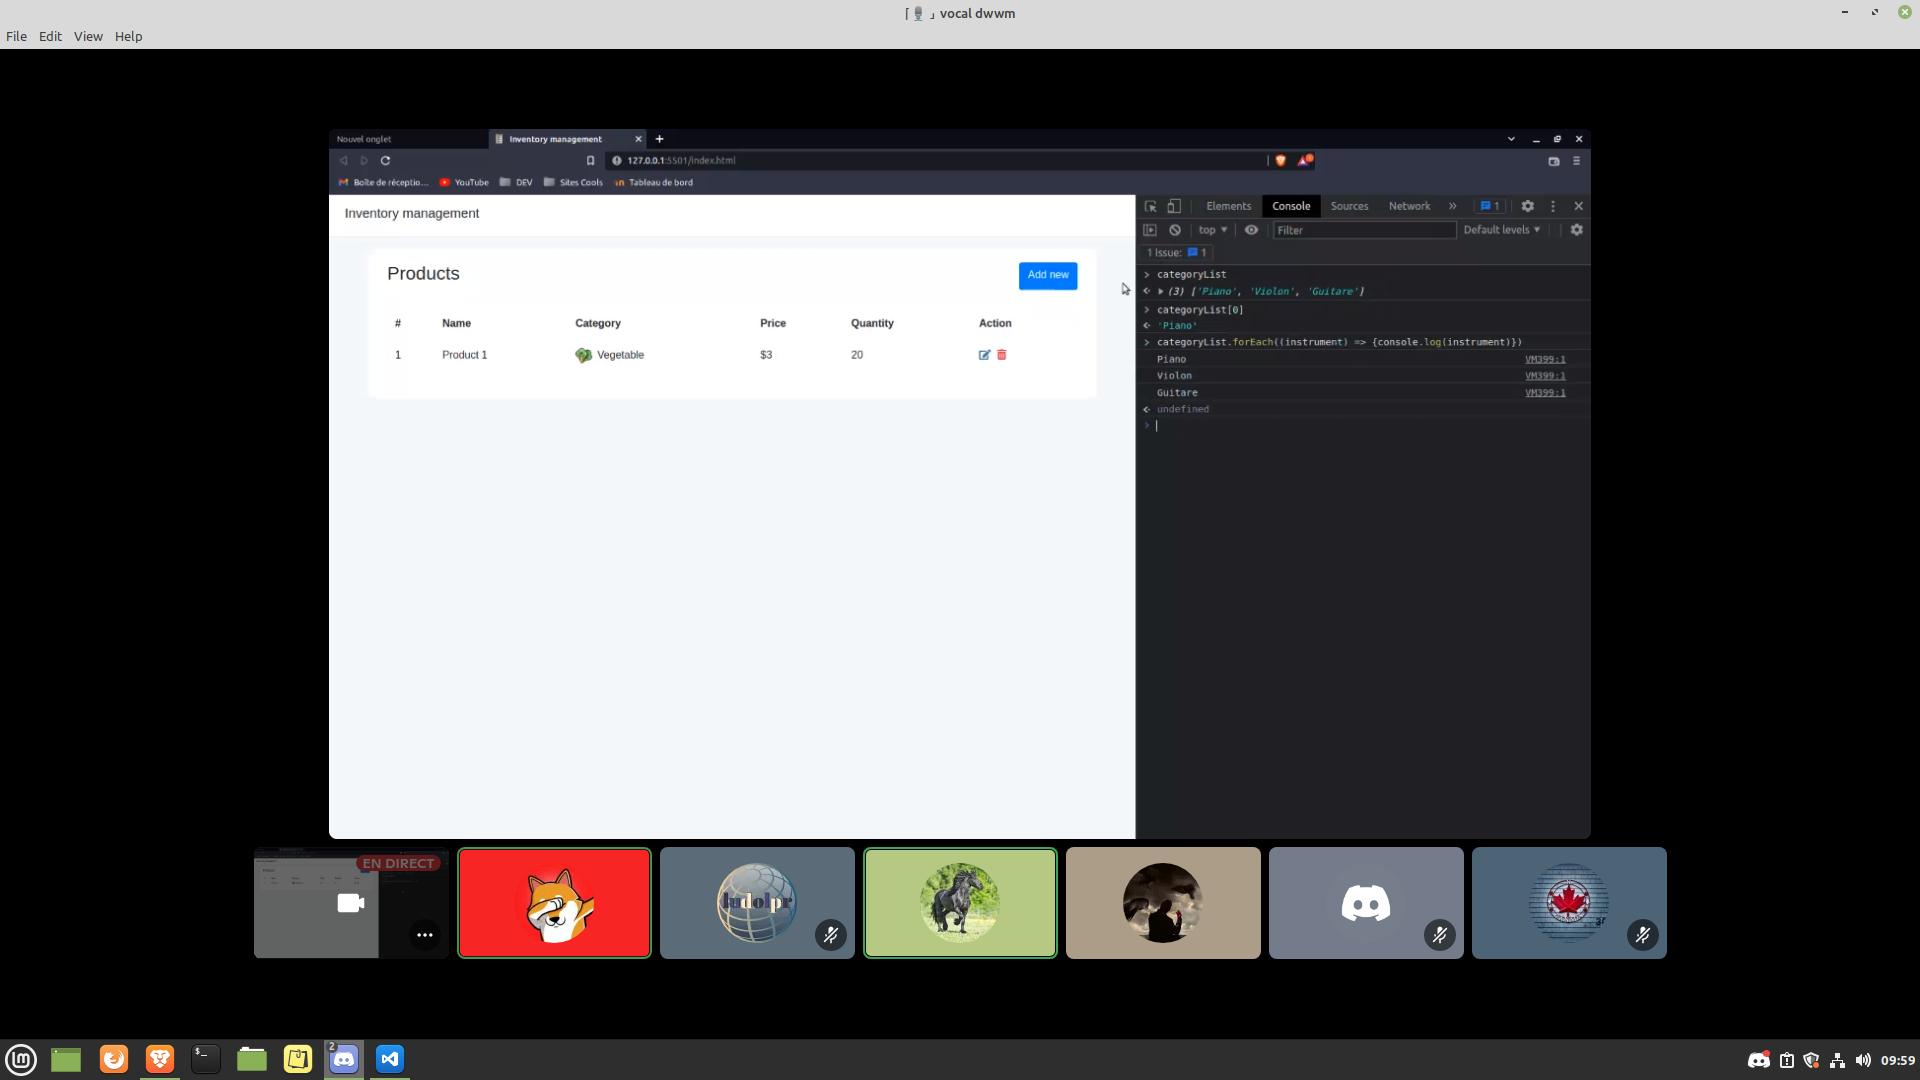 「🎙️」vocal dwwm
File Edit View Help
Nouvel onglet
Inventory management
127.0.0.1:5501/index.html
Boîte de réceptio...
YouTube
DEV
Sites Cools
Tableau de bord
Inventory management
Products
Add new
# Name Category Price Quantity Action
1 Product 1 Vegetable $3 20
Elements Console Sources Network » 1
top Filter Default levels
1 Issue: 1
categoryList
(3) ['Piano', 'Violon', 'Guitare']
categoryList[0]
'Piano'
categoryList.forEach((instrument) => {console.log(instrument)})
Piano VM399:1
Violon VM399:1
Guitare VM399:1
undefined
EN DIRECT
ludolpr
2
09:59